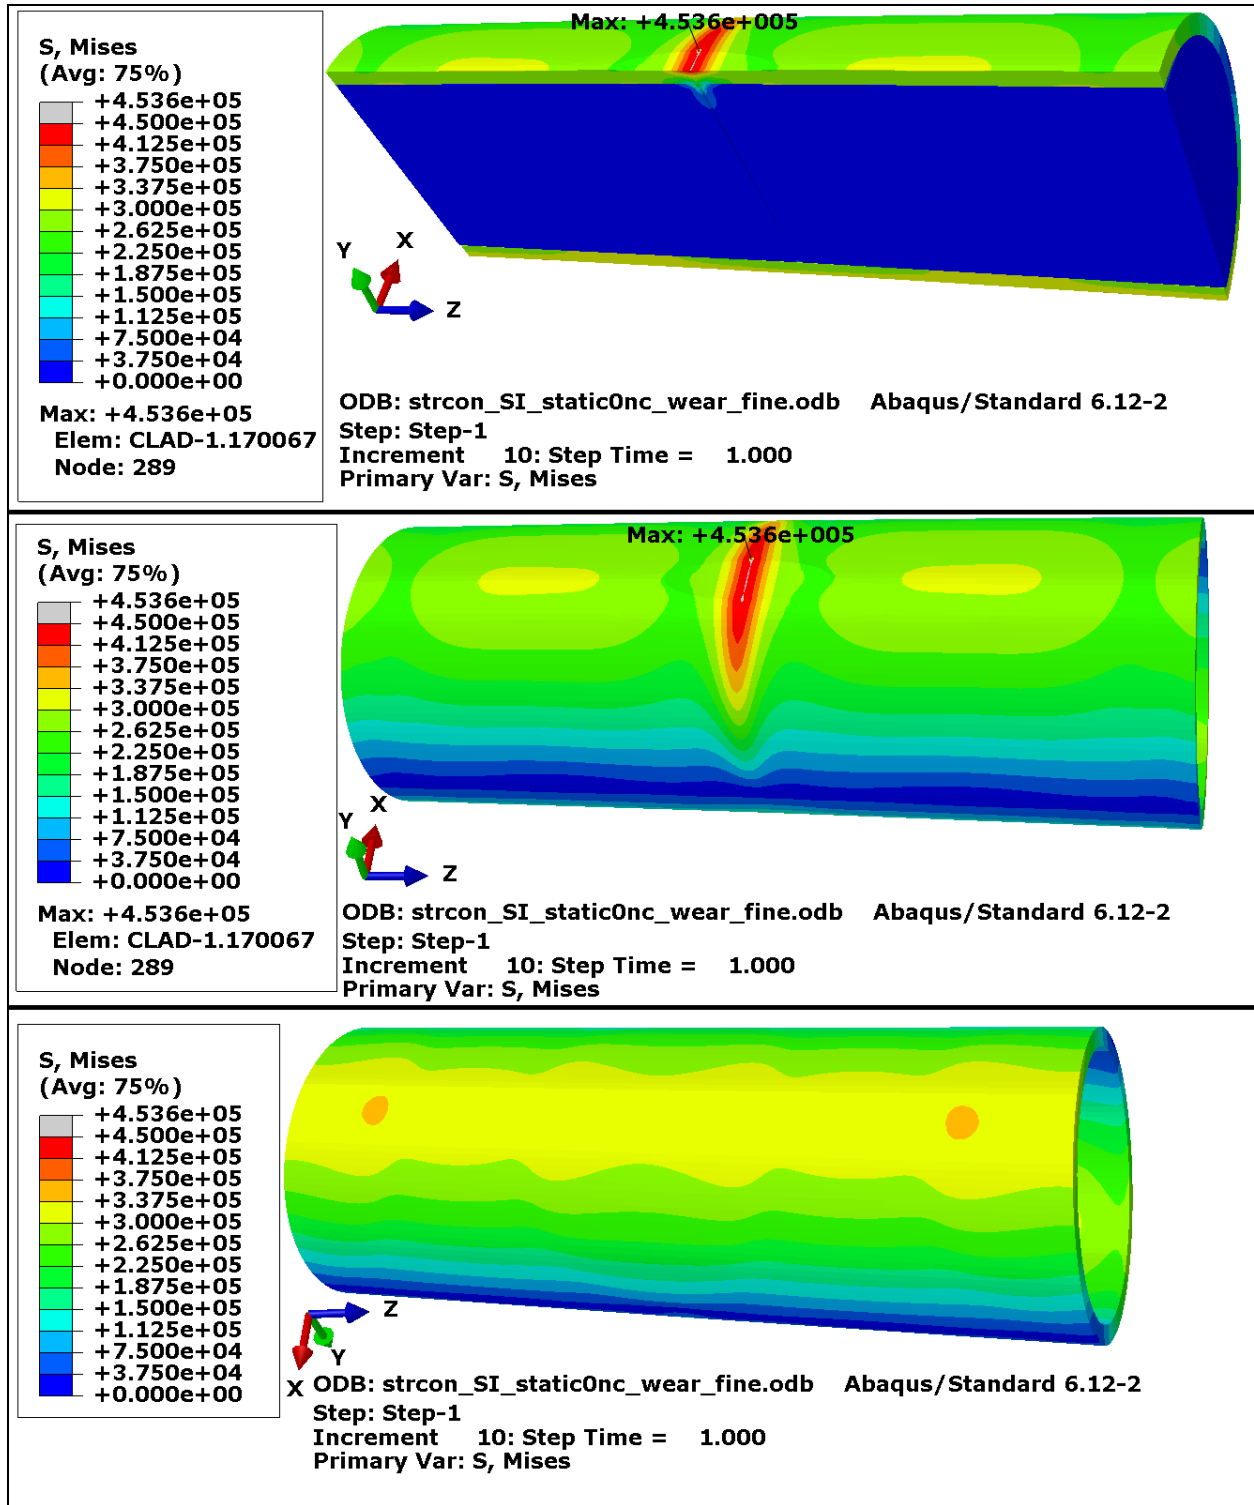 Max: +4.536e+005
S, Mises
(Avg: 75%)
+4.536e+05
+4.500e+05
+4.125e+05
+3.750e+05
+3.375e+05
+3.000e+05
+2.625e+05
+2.250e+05
+1.875e+05
+1.500e+05
+1.125e+05
+7.500e+04
+3.750e+04
+0.000e+00
Max: +4.536e+05
Elem: CLAD-1.170067
Node: 289
Y
X
Z
ODB: strcon_SI_static0nc_wear_fine.odb Abaqus/Standard 6.12-2
Step: Step-1
Increment 10: Step Time = 1.000
Primary Var: S, Mises
Max: +4.536e+005
S, Mises
(Avg: 75%)
+4.536e+05
+4.500e+05
+4.125e+05
+3.750e+05
+3.375e+05
+3.000e+05
+2.625e+05
+2.250e+05
+1.875e+05
+1.500e+05
+1.125e+05
+7.500e+04
+3.750e+04
+0.000e+00
Max: +4.536e+05
Elem: CLAD-1.170067
Node: 289
X
Y
Z
ODB: strcon_SI_static0nc_wear_fine.odb Abaqus/Standard 6.12-2
Step: Step-1
Increment 10: Step Time = 1.000
Primary Var: S, Mises
S, Mises
(Avg: 75%)
+4.536e+05
+4.500e+05
+4.125e+05
+3.750e+05
+3.375e+05
+3.000e+05
+2.625e+05
+2.250e+05
+1.875e+05
+1.500e+05
+1.125e+05
+7.500e+04
+3.750e+04
+0.000e+00
Z
Y
X
ODB: strcon_SI_static0nc_wear_fine.odb Abaqus/Standard 6.12-2
Step: Step-1
Increment 10: Step Time = 1.000
Primary Var: S, Mises